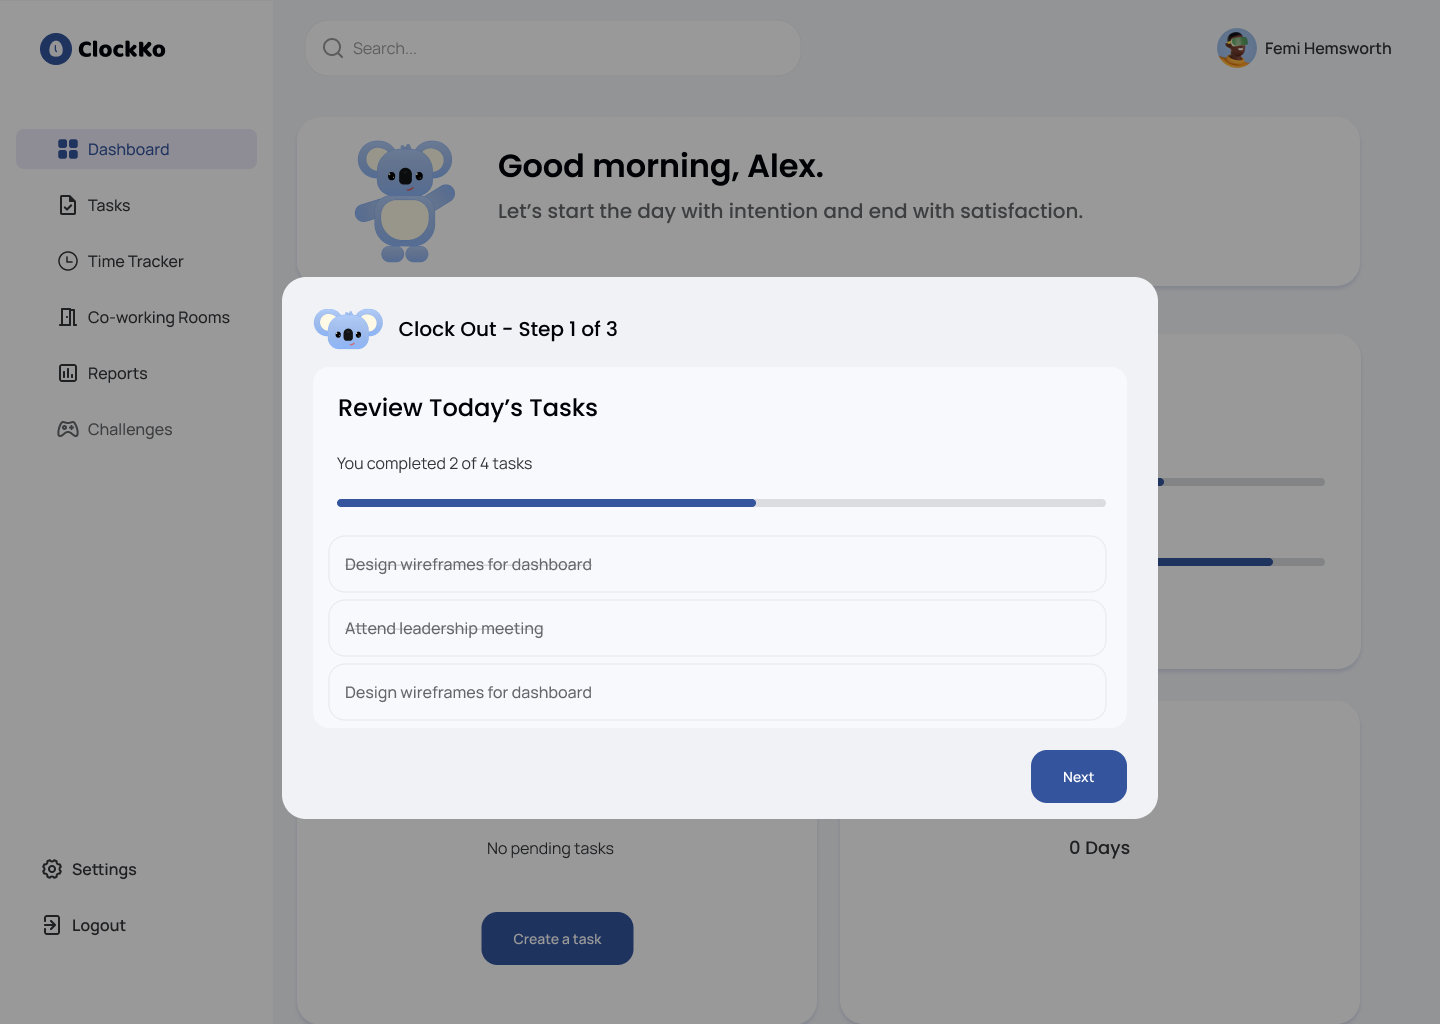 ClockKo
Search...
Femi Hemsworth
Dashboard
Tasks
Time Tracker
Co-working Rooms
Reports
Challenges
Settings
Logout
Good morning, Alex.
Let’s start the day with intention and end with satisfaction.
Clock Out - Step 1 of 3
Review Today’s Tasks
You completed 2 of 4 tasks
Design wireframes for dashboard
Attend leadership meeting
Design wireframes for dashboard
Next
No pending tasks
Create a task
0 Days